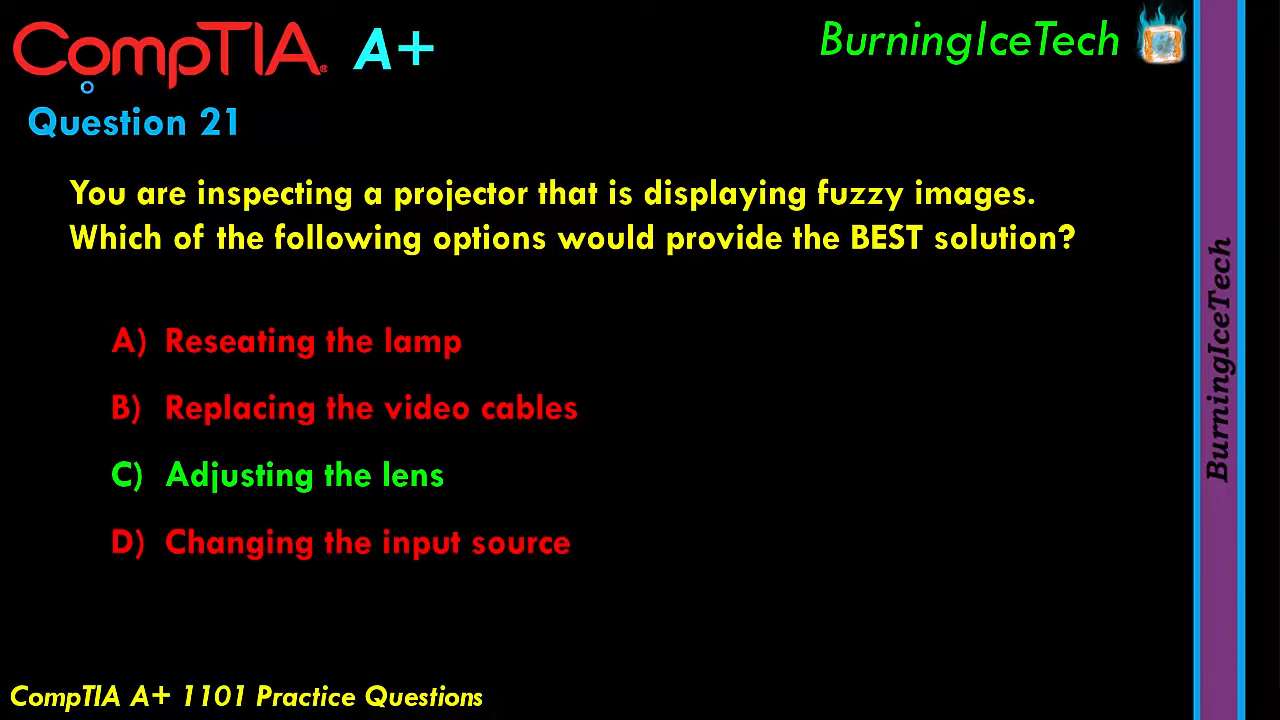 CompTIA® A+
BurningIceTech
Question 21
You are inspecting a projector that is displaying fuzzy images.
Which of the following options would provide the BEST solution?
A) Reseating the lamp
B) Replacing the video cables
C) Adjusting the lens
D) Changing the input source
BurningIceTech
CompTIA A+ 1101 Practice Questions